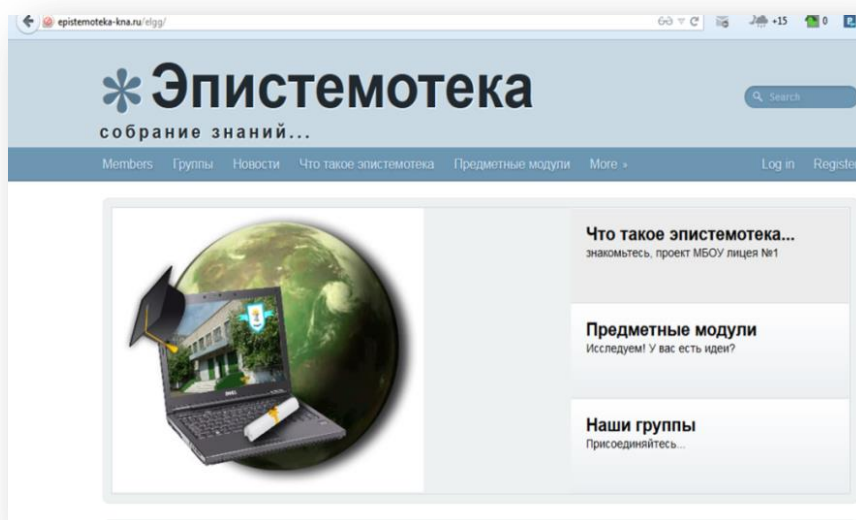 epistemoteka-kna.ru/elgg/
+15
0
Эпистемотека
Search
собрание знаний...
Members Группы Новости Что такое эпистемотека Предметные модули More » Log in Register
Что такое эпистемотека...
знакомьтесь, проект МБОУ лицея №1
Предметные модули
Исследуем! У вас есть идеи?
Наши группы
Присоединяйтесь...
DELL